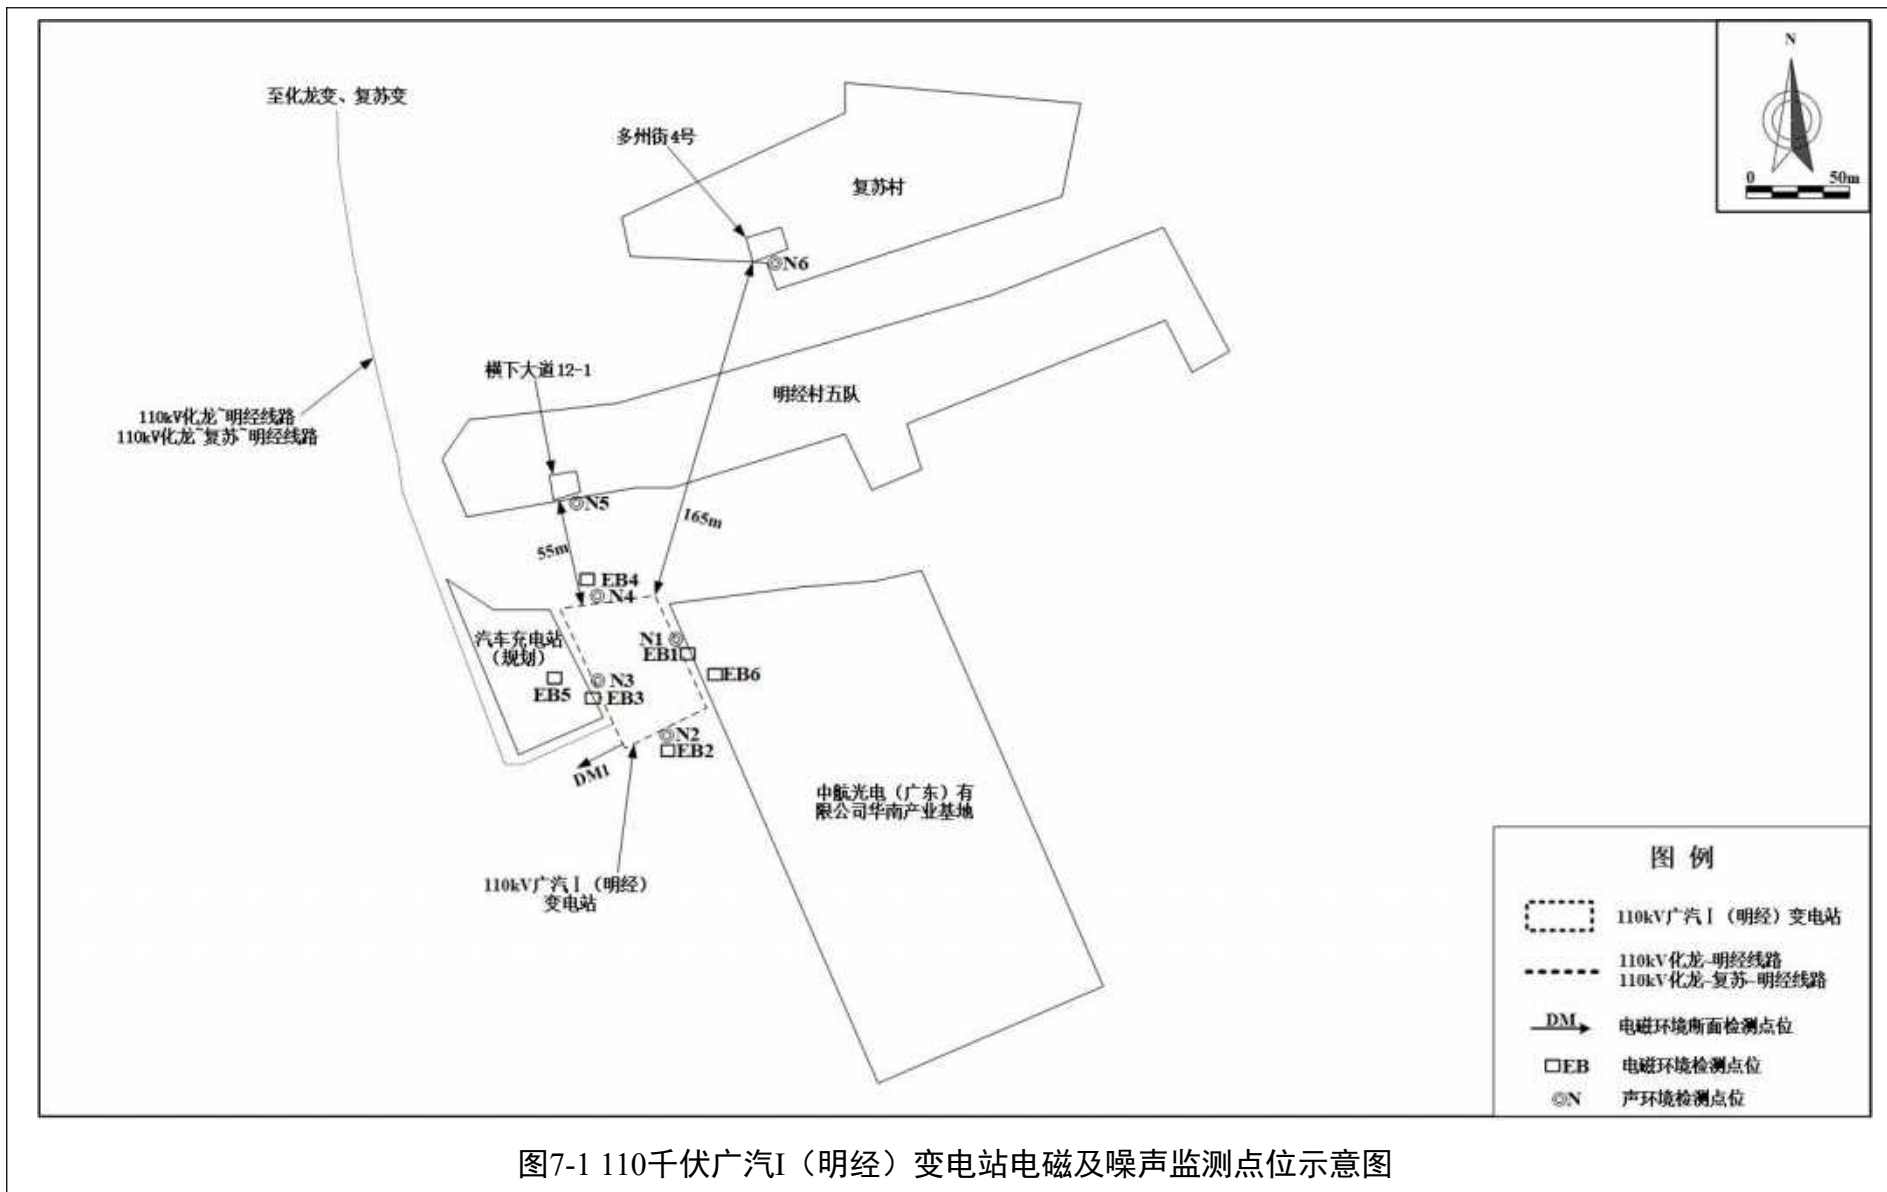 至化龙变、复苏变
N
0 50m
多州街4号
复苏村
N6
横下大道12-1
明经村五队
110kV化龙~明经线路
110kV化龙~复苏~明经线路
N5
165m
55m
EB4
N4
汽车充电站
（规划）
N1
EB1
EB6
N3
EB5
EB3
N2
EB2
DM1
中航光电（广东）有
限公司华南产业基地
110kV广汽Ⅰ（明经）
变电站
图 例
110kV广汽Ⅰ（明经）变电站
110kV化龙-明经线路
110kV化龙-复苏-明经线路
DM 电磁环境断面检测点位
EB 电磁环境检测点位
N 声环境检测点位
图7-1 110千伏广汽I（明经）变电站电磁及噪声监测点位示意图